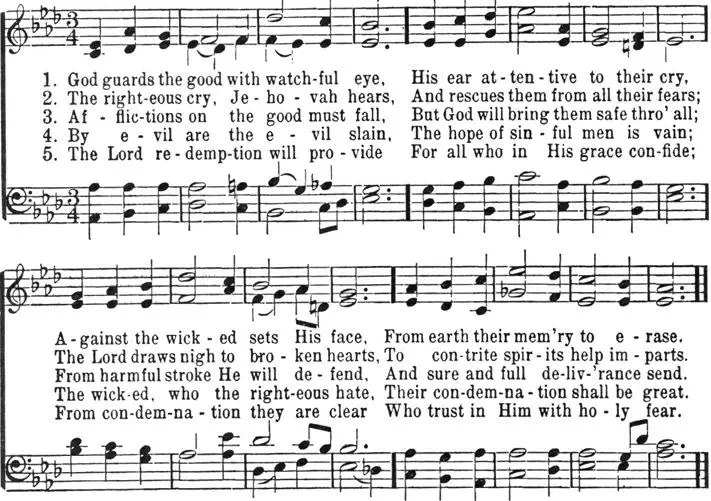 3 4
1. God guards the good with watch-ful eye, His ear at-ten-tive to their cry,
2. The right-eous cry, Je-ho-vah hears, And rescues them from all their fears;
3. Af-flic-tions on the good must fall, But God will bring them safe thro' all;
4. By e-vil are the e-vil slain, The hope of sin-ful men is vain;
5. The Lord re-demp-tion will pro-vide For all who in His grace con-fide;
3 4
A-gainst the wick-ed sets His face, From earth their mem'ry to e-rase.
The Lord draws nigh to bro-ken hearts, To con-trite spir-its help im-parts.
From harmful stroke He will de-fend, And sure and full de-liv-'rance send.
The wick-ed, who the right-eous hate, Their con-dem-na-tion shall be great.
From con-dem-na-tion they are clear Who trust in Him with ho-ly fear.